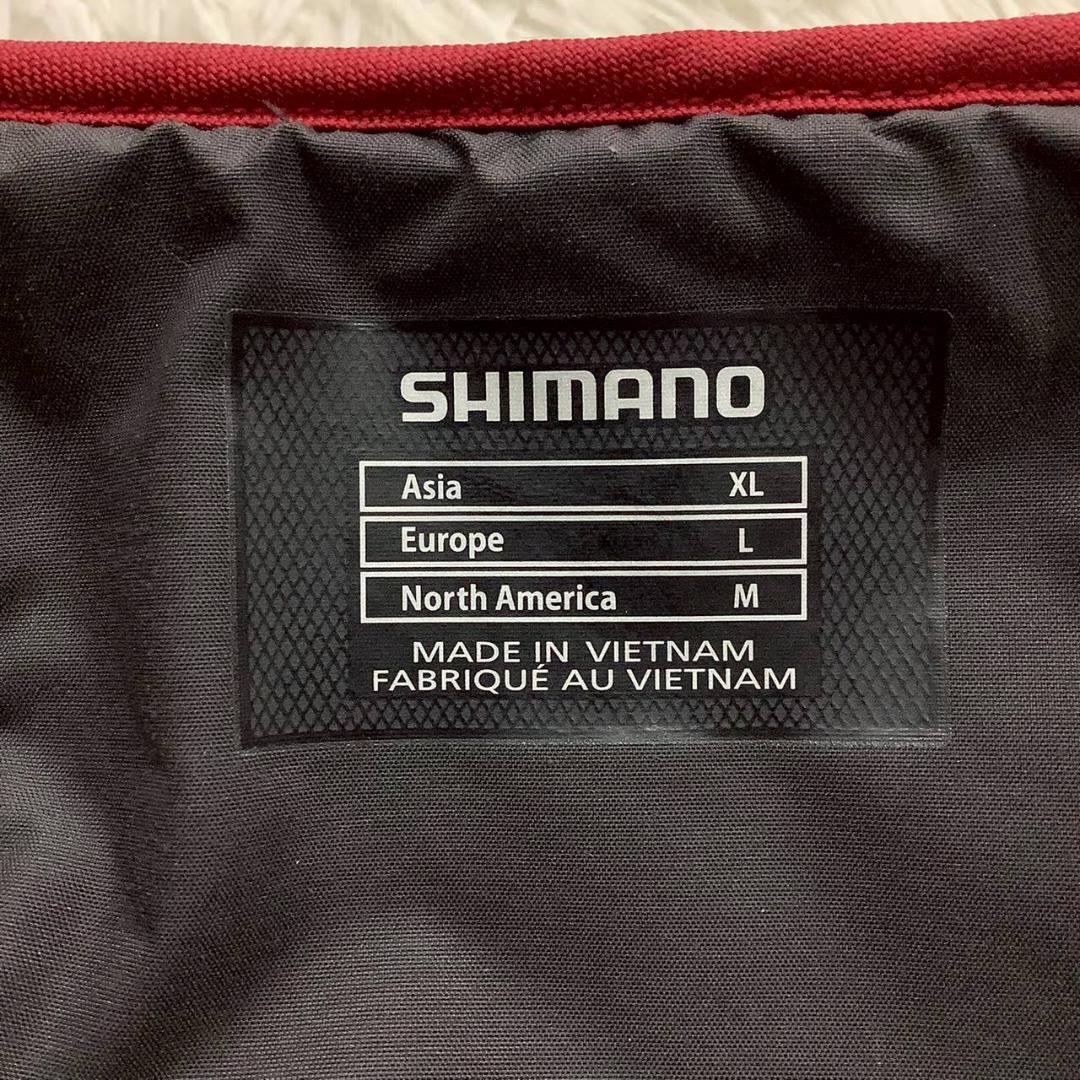 SHIMANO
Asia XL
Europe L
North America M
MADE IN VIETNAM
FABRIQUÉ AU VIETNAM